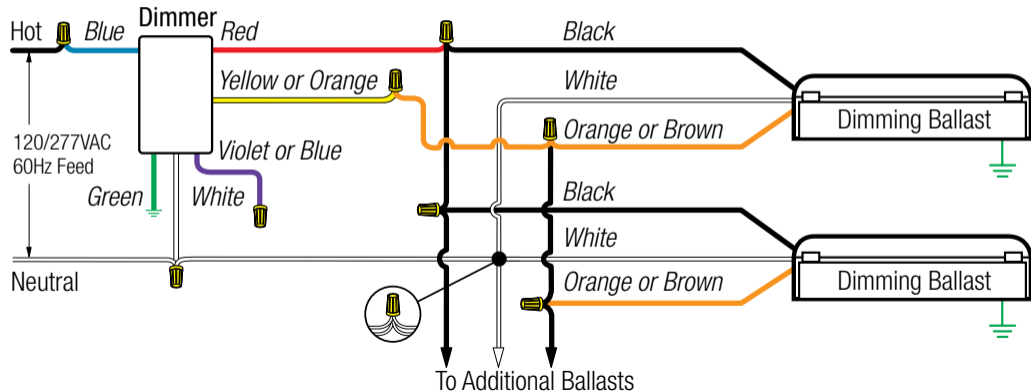 Dimmer
Hot
Blue
Red
Black
Yellow or Orange
White
120/277VAC
60Hz Feed
Orange or Brown
Dimming Ballast
Violet or Blue
Green
White
Black
White
Neutral
Orange or Brown
Dimming Ballast
To Additional Ballasts